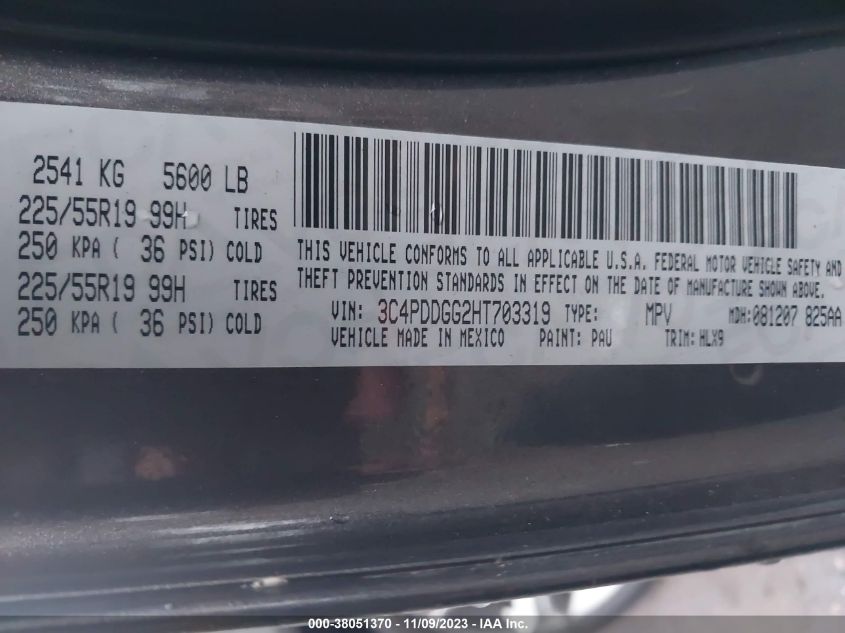 2541 KG 5600 LB
225/55R19 99H TIRES
250 KPA ( 36 PSI) COLD
225/55R19 99H TIRES
250 KPA ( 36 PSI) COLD
THIS VEHICLE CONFORMS TO ALL APPLICABLE U.S.A. FEDERAL MOTOR VEHICLE SAFETY AND
THEFT PREVENTION STANDARDS IN EFFECT ON THE DATE OF MANUFACTURE SHOWN ABOVE.
VIN: 3C4PDDGG2HT703319 TYPE: MPV MDH: 081207 825AA
VEHICLE MADE IN MEXICO PAINT: PAU TRIM: HLX9
000-38051370 - 11/09/2023 - IAA Inc.